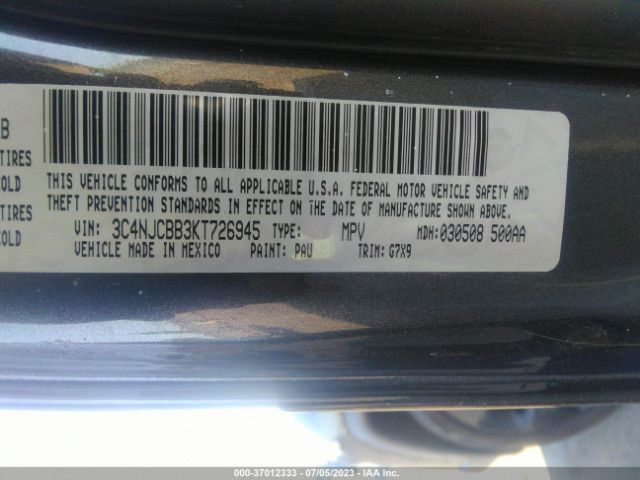 B
TIRES
COLD
TIRES
COLD
THIS VEHICLE CONFORMS TO ALL APPLICABLE U.S.A. FEDERAL MOTOR VEHICLE SAFETY AND
THEFT PREVENTION STANDARDS IN EFFECT ON THE DATE OF MANUFACTURE SHOWN ABOVE.
VIN: 3C4NJCBB3KT726945 TYPE: MPV MDH: 030508 500AA
VEHICLE MADE IN MEXICO PAINT: PAU TRIM: G7X9
000-37012333 - 07/05/2023 - IAA Inc.